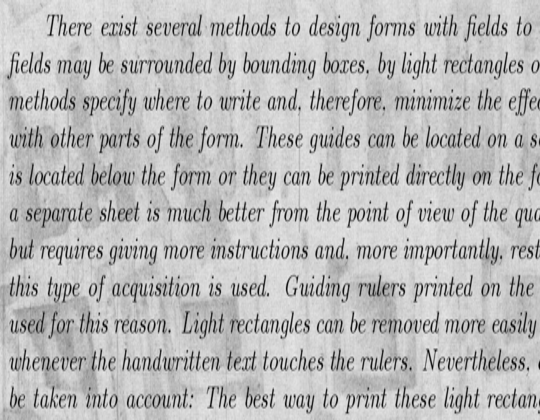 There exist several methods to design forms with fields to
fields may be surrounded by bounding boxes, by light rectangles o
methods specify where to write and, therefore, minimize the effe
with other parts of the form. These guides can be located on a s
is located below the form or they can be printed directly on the fo
a separate sheet is much better from the point of view of the qua
but requires giving more instructions and, more importantly, rest
this type of acquisition is used. Guiding rulers printed on the
used for this reason. Light rectangles can be removed more easily
whenever the handwritten text touches the rulers. Nevertheless,
be taken into account: The best way to print these light rectan